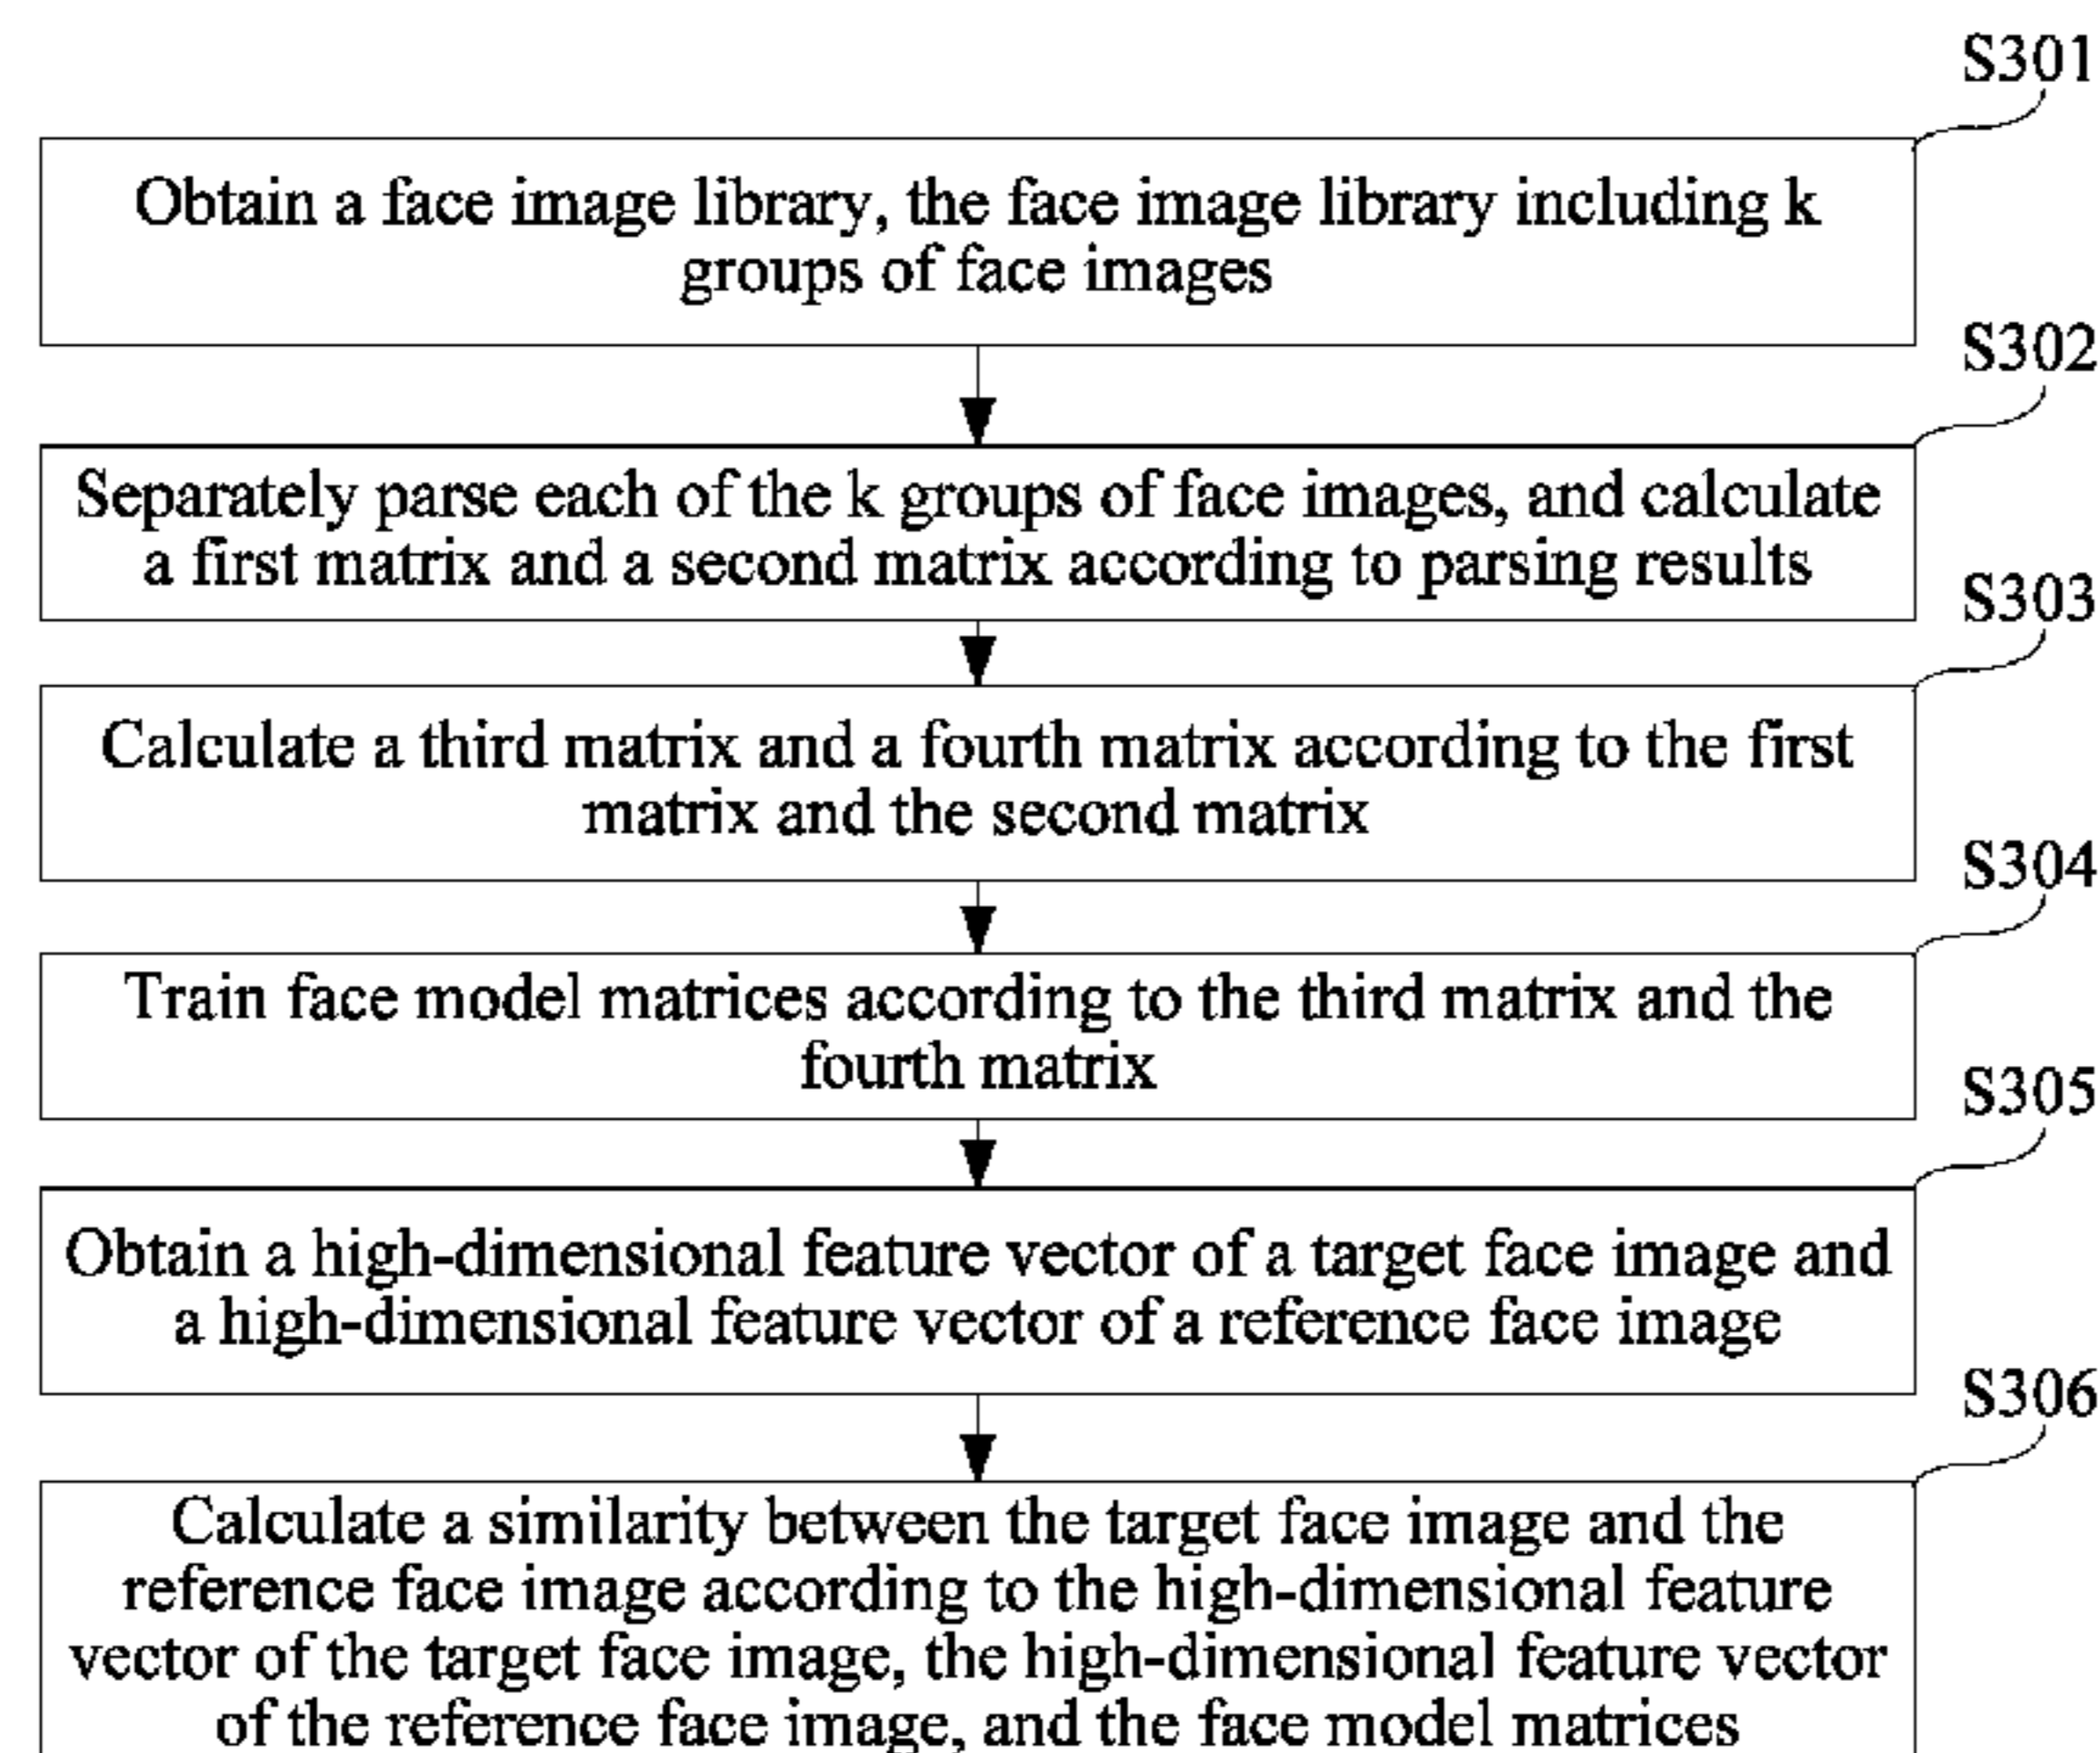 S301
Obtain a face image library, the face image library including k
groups of face images
S302
Separately parse each of the k groups of face images, and calculate
a first matrix and a second matrix according to parsing results
S303
Calculate a third matrix and a fourth matrix according to the first
matrix and the second matrix
S304
Train face model matrices according to the third matrix and the
fourth matrix
S305
Obtain a high-dimensional feature vector of a target face image and
a high-dimensional feature vector of a reference face image
S306
Calculate a similarity between the target face image and the
reference face image according to the high-dimensional feature
vector of the target face image, the high-dimensional feature vector
of the reference face image, and the face model matrices